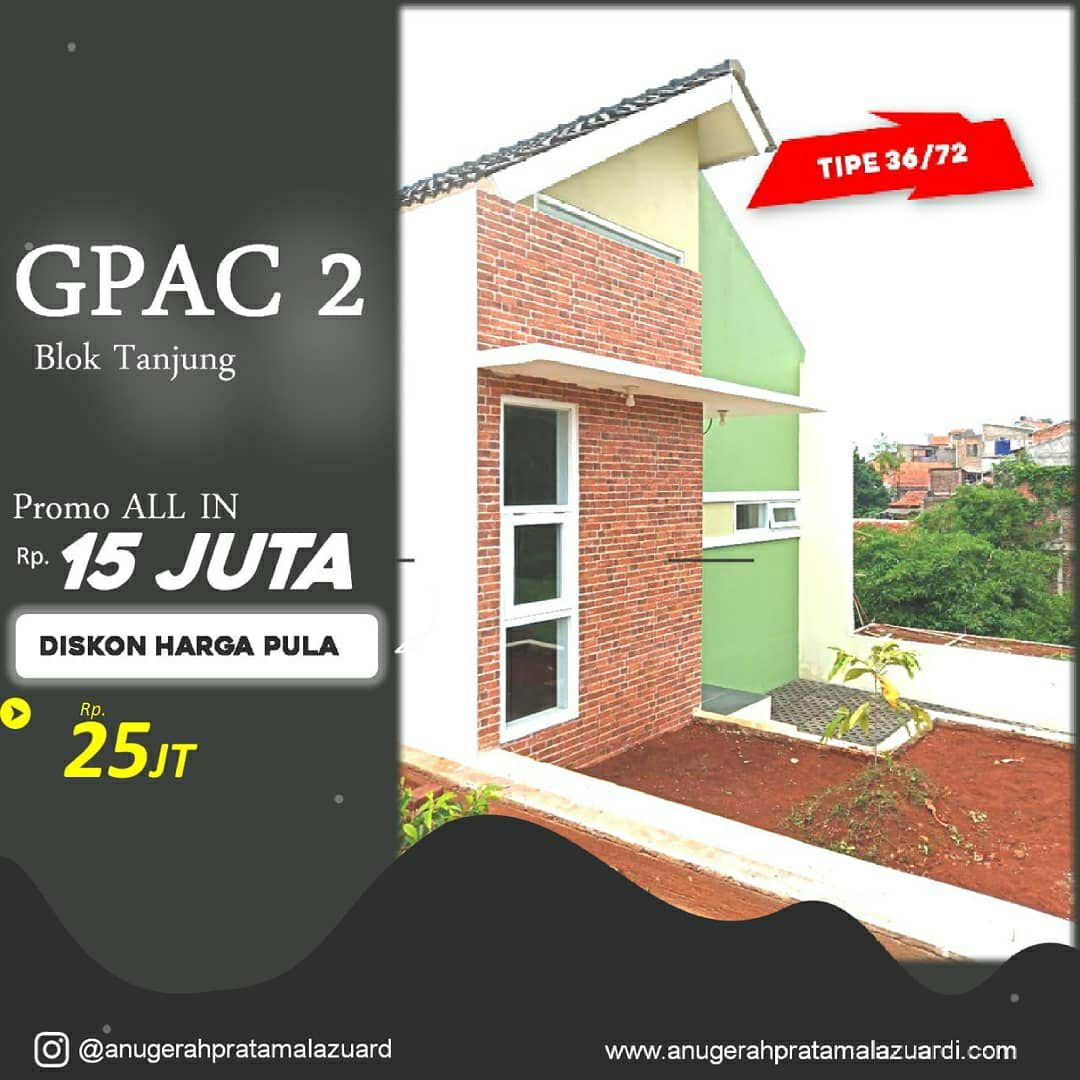 TIPE 36/72
GPAC 2
Blok Tanjung
Promo ALL IN
Rp. 15 JUTA
DISKON HARGA PULA
Rp.
25JT
@anugerahpratamalazuard
www.anugerahpratamalazuardi.com